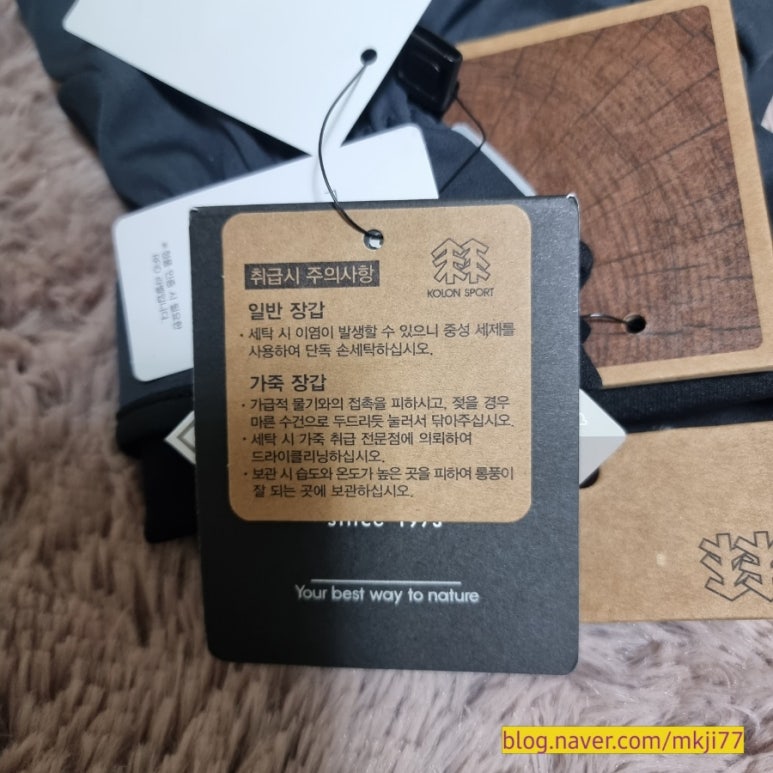 취급시 주의사항
KOLON SPORT
일반 장갑
· 세탁 시 이염이 발생할 수 있으니 중성 세제를
사용하여 단독 손세탁하십시오.
가죽 장갑
· 가급적 물기와의 접촉을 피하시고, 젖을 경우
마른 수건으로 두드리듯 눌러서 닦아주십시오.
· 세탁 시 가죽 취급 전문점에 의뢰하여
드라이클리닝하십시오.
· 보관 시 습도와 온도가 높은 곳을 피하여 통풍이
잘 되는 곳에 보관하십시오.
since 1973
Your best way to nature
blog.naver.com/mkji77